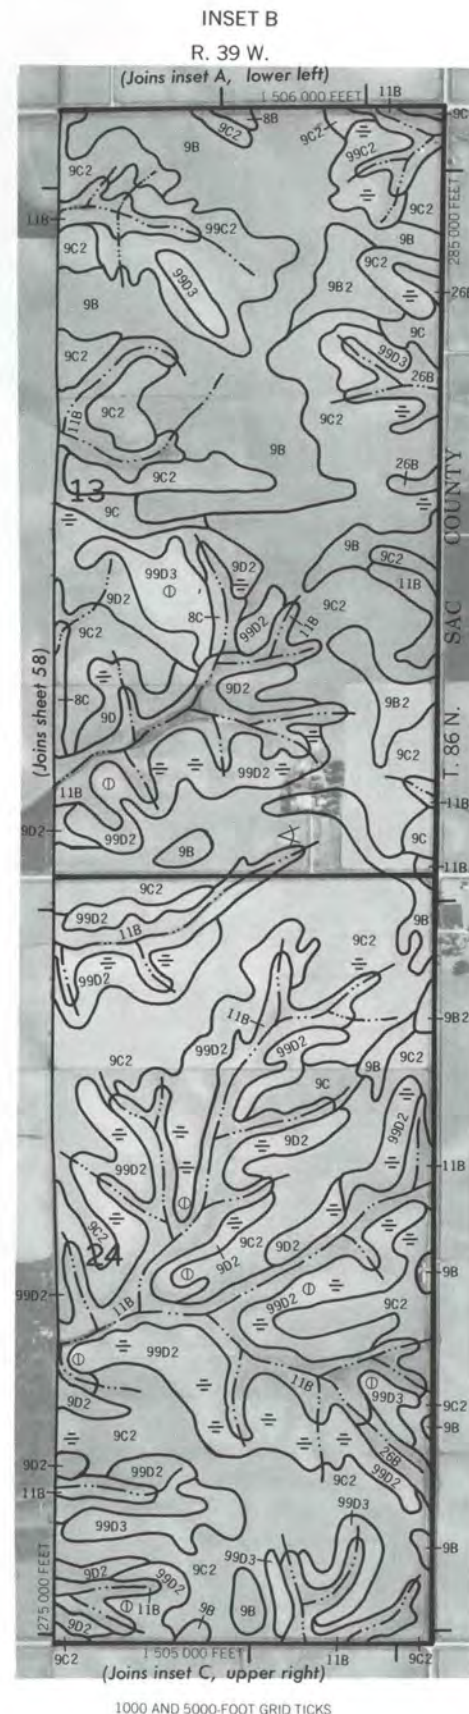 INSET B
R. 39 W.
(Joins inset A, lower left)
1 506 000 FEET
11B
8B
9C
9C2
9B
9C2
99C2
9C2
9C2
11B
99C2
9B
285 000 FEET
9C2
99D3
9C2
9B2
26B
9B
9C
9C2
99D3
26B
9C2
11B
9C2
9B
9C2
26B
13
9C
SAC COUNTY
9B
9C2
99D3
9D2
11B
9D2
8C
99D2
11B
9C2
9C2
(Joins sheet 58)
9D2
8C
9D
9B2
T. 86 N.
9C2
99D2
11B
11B
9D2
99D2
9B
9C
11B
9C2
99D2
9B
11B
9C2
99D2
11B
9B2
99D2
99D2
9C2
9C2
9B
9C
99D2
9D2
99D2
11B
9C2
9C2
9D2
9D2
24
9B
99D2
11B
99D2
9C2
99D2
11B
99D3
9D2
9C2
9B
9C2
26B
9D2
99D2
9C2
99D2
11B
99D3
99D3
9B
99D3
9D2
9C2
275 000 FEET
99D2
11B
9B
9B
9D2
9C2
1 505 000 FEET
11B
9C2
(Joins inset C, upper right)
1000 AND 5000-FOOT GRID TICKS